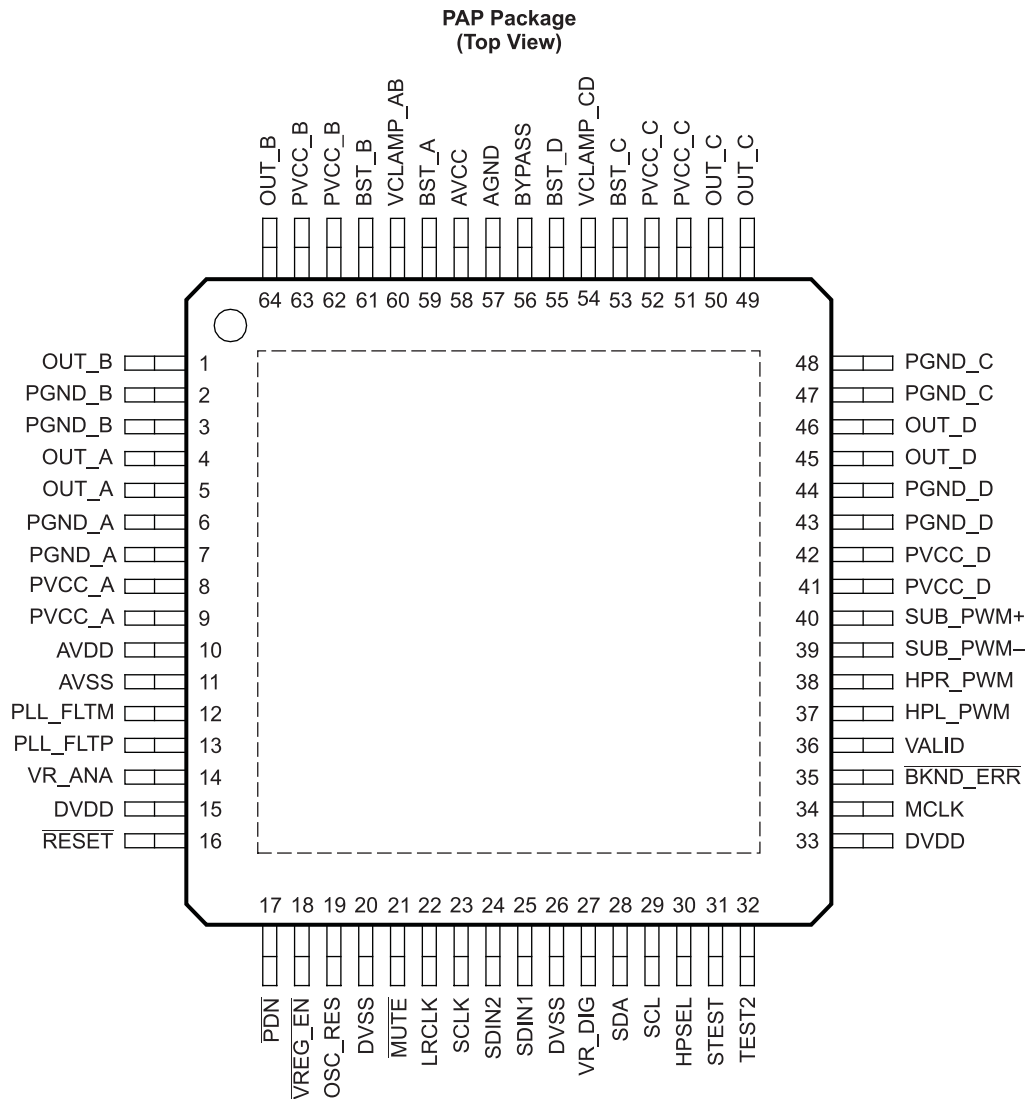 PAP Package
(Top View)
OUT_B
PVCC_B
PVCC_B
BST_B
VCLAMP_AB
BST_A
AVCC
AGND
BYPASS
BST_D
VCLAMP_CD
BST_C
PVCC_C
PVCC_C
OUT_C
OUT_C
64 63 62 61 60 59 58 57 56 55 54 53 52 51 50 49
OUT_B 1
PGND_B 2
PGND_B 3
OUT_A 4
OUT_A 5
PGND_A 6
PGND_A 7
PVCC_A 8
PVCC_A 9
AVDD 10
AVSS 11
PLL_FLTM 12
PLL_FLTP 13
VR_ANA 14
DVDD 15
RESET 16
48 PGND_C
47 PGND_C
46 OUT_D
45 OUT_D
44 PGND_D
43 PGND_D
42 PVCC_D
41 PVCC_D
40 SUB_PWM+
39 SUB_PWM–
38 HPR_PWM
37 HPL_PWM
36 VALID
35 BKND_ERR
34 MCLK
33 DVDD
17 18 19 20 21 22 23 24 25 26 27 28 29 30 31 32
PDN
VREG_EN
OSC_RES
DVSS
MUTE
LRCLK
SCLK
SDIN2
SDIN1
DVSS
VR_DIG
SDA
SCL
HPSEL
STEST
TEST2